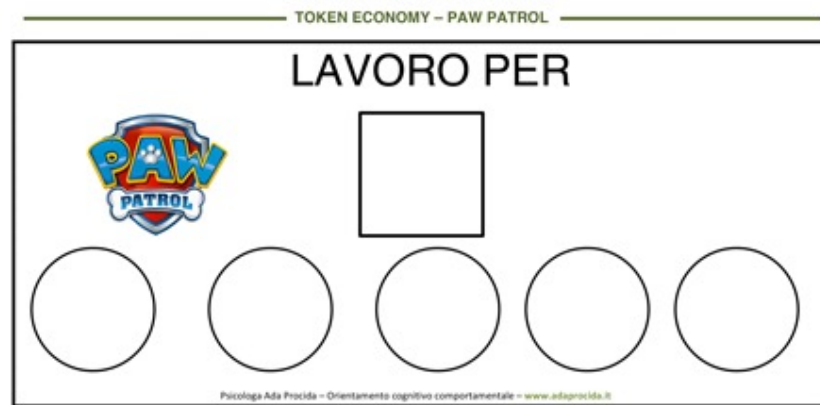 TOKEN ECONOMY – PAW PATROL
LAVORO PER
PAW
PATROL
Psicologa Ada Procida – Orientamento cognitivo comportamentale – www.adaprocida.it